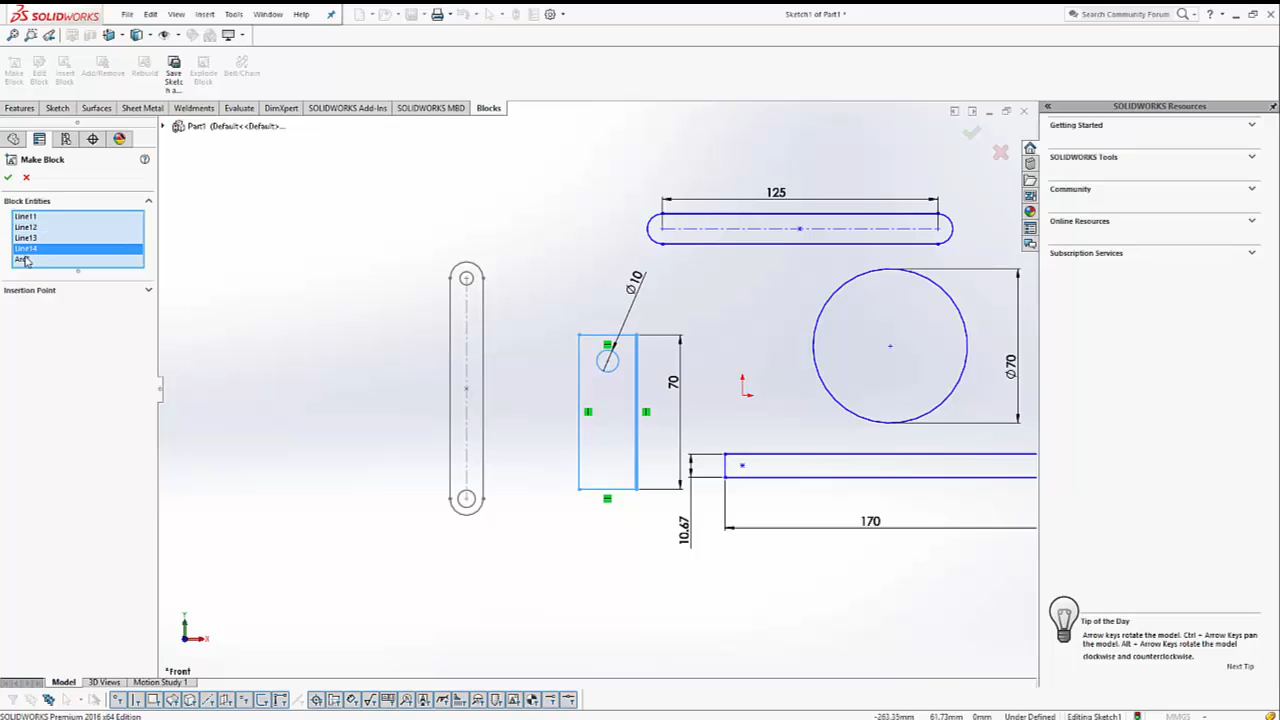 SOLIDWORKS File Edit View Insert Tools Window Help Sketch1 of Part1 * Search Community Forum
Make Block Edit Block Insert Block Add/Remove Rebuild Save Sketch a... Explode Block Belt/Chain
Features Sketch Surfaces Sheet Metal Weldments Evaluate DimXpert SOLIDWORKS Add-Ins SOLIDWORKS MBD Blocks
SOLIDWORKS Resources
Part1 (Default<<Default>...
Getting Started
Make Block
SOLIDWORKS Tools
Community
Block Entities
Line11
Line12
Line13
Line14
Online Resources
Subscription Services
Insertion Point
125
Ø10
70
Ø70
10.67
170
Tip of the Day
Arrow keys rotate the model. Ctrl + Arrow Keys pan
the model. Alt + Arrow Keys rotate the model
clockwise and counterclockwise.
Next Tip
Y
X
*Front
Model 3D Views Motion Study 1
SOLIDWORKS Premium 2016 x64 Edition -263.35mm 61.73mm 0mm Under Defined Editing Sketch1 MMGS